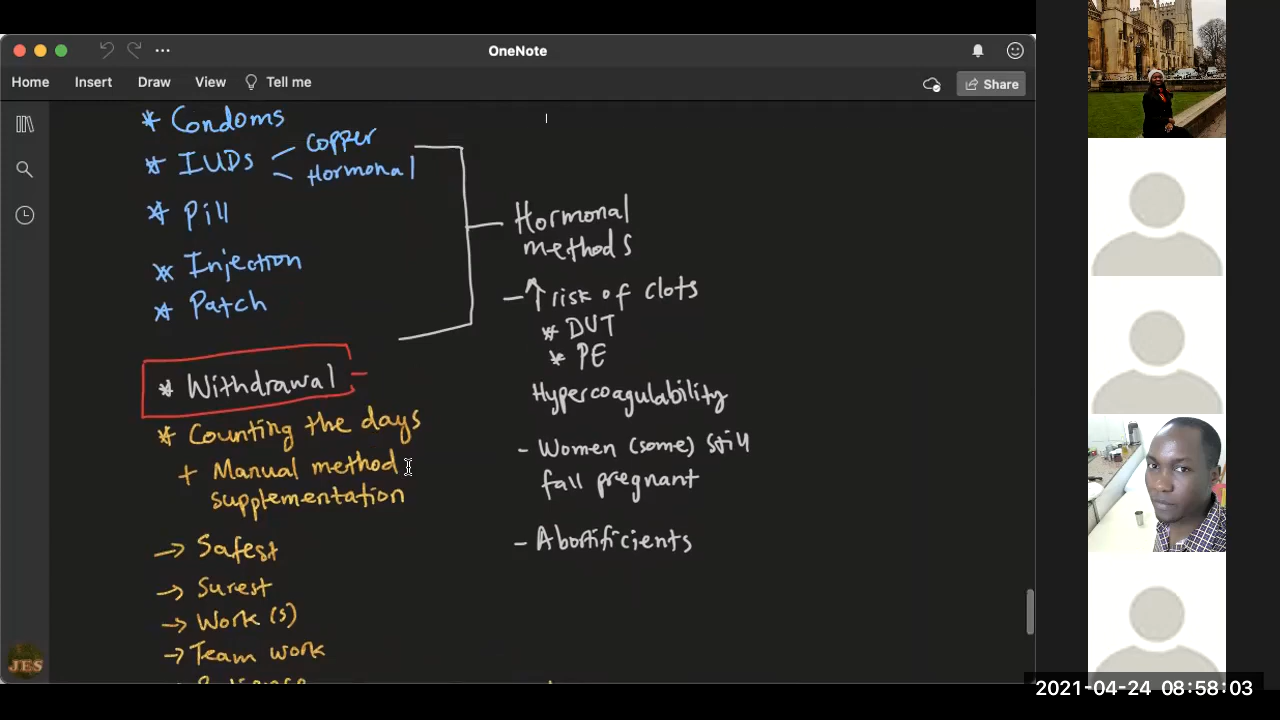 OneNote
Home Insert Draw View Tell me Share
* Condoms
* IUDs
Copper
Hormonal
* Pill
* Injection
* Patch
* Withdrawal
* Counting the days
+ Manual method
supplementation
→ Safest
→ Surest
→ Work (s)
→ Team work
Hormonal
methods
- ↑ risk of clots
* DVT
* PE
Hypercoagulability
- Women (some) still
fall pregnant
- Abortificients
JES
2021-04-24 08:58:03